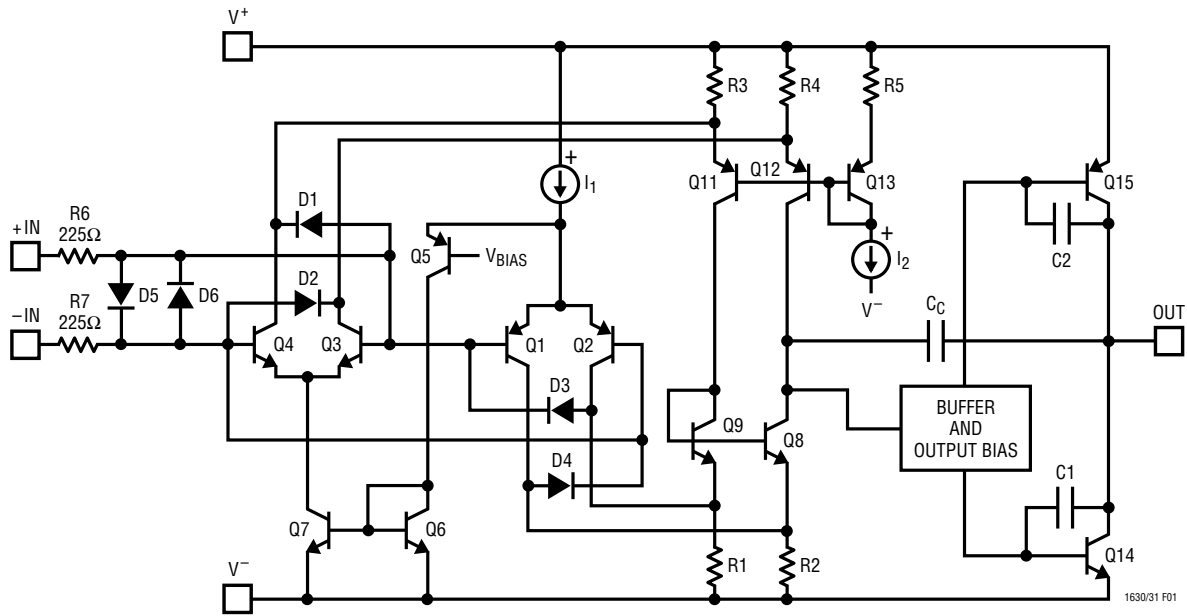 V+
R3
R4
R5
+
I1
Q11
Q12
Q13
Q15
+IN
R6
225Ω
D1
Q5
VBIAS
+
I2
C2
D5
D6
D2
V−
−IN
R7
225Ω
CC
OUT
Q4
Q3
Q1
Q2
D3
BUFFER
AND
OUTPUT BIAS
Q9
Q8
D4
C1
Q7
Q6
Q14
R1
R2
V−
1630/31 F01